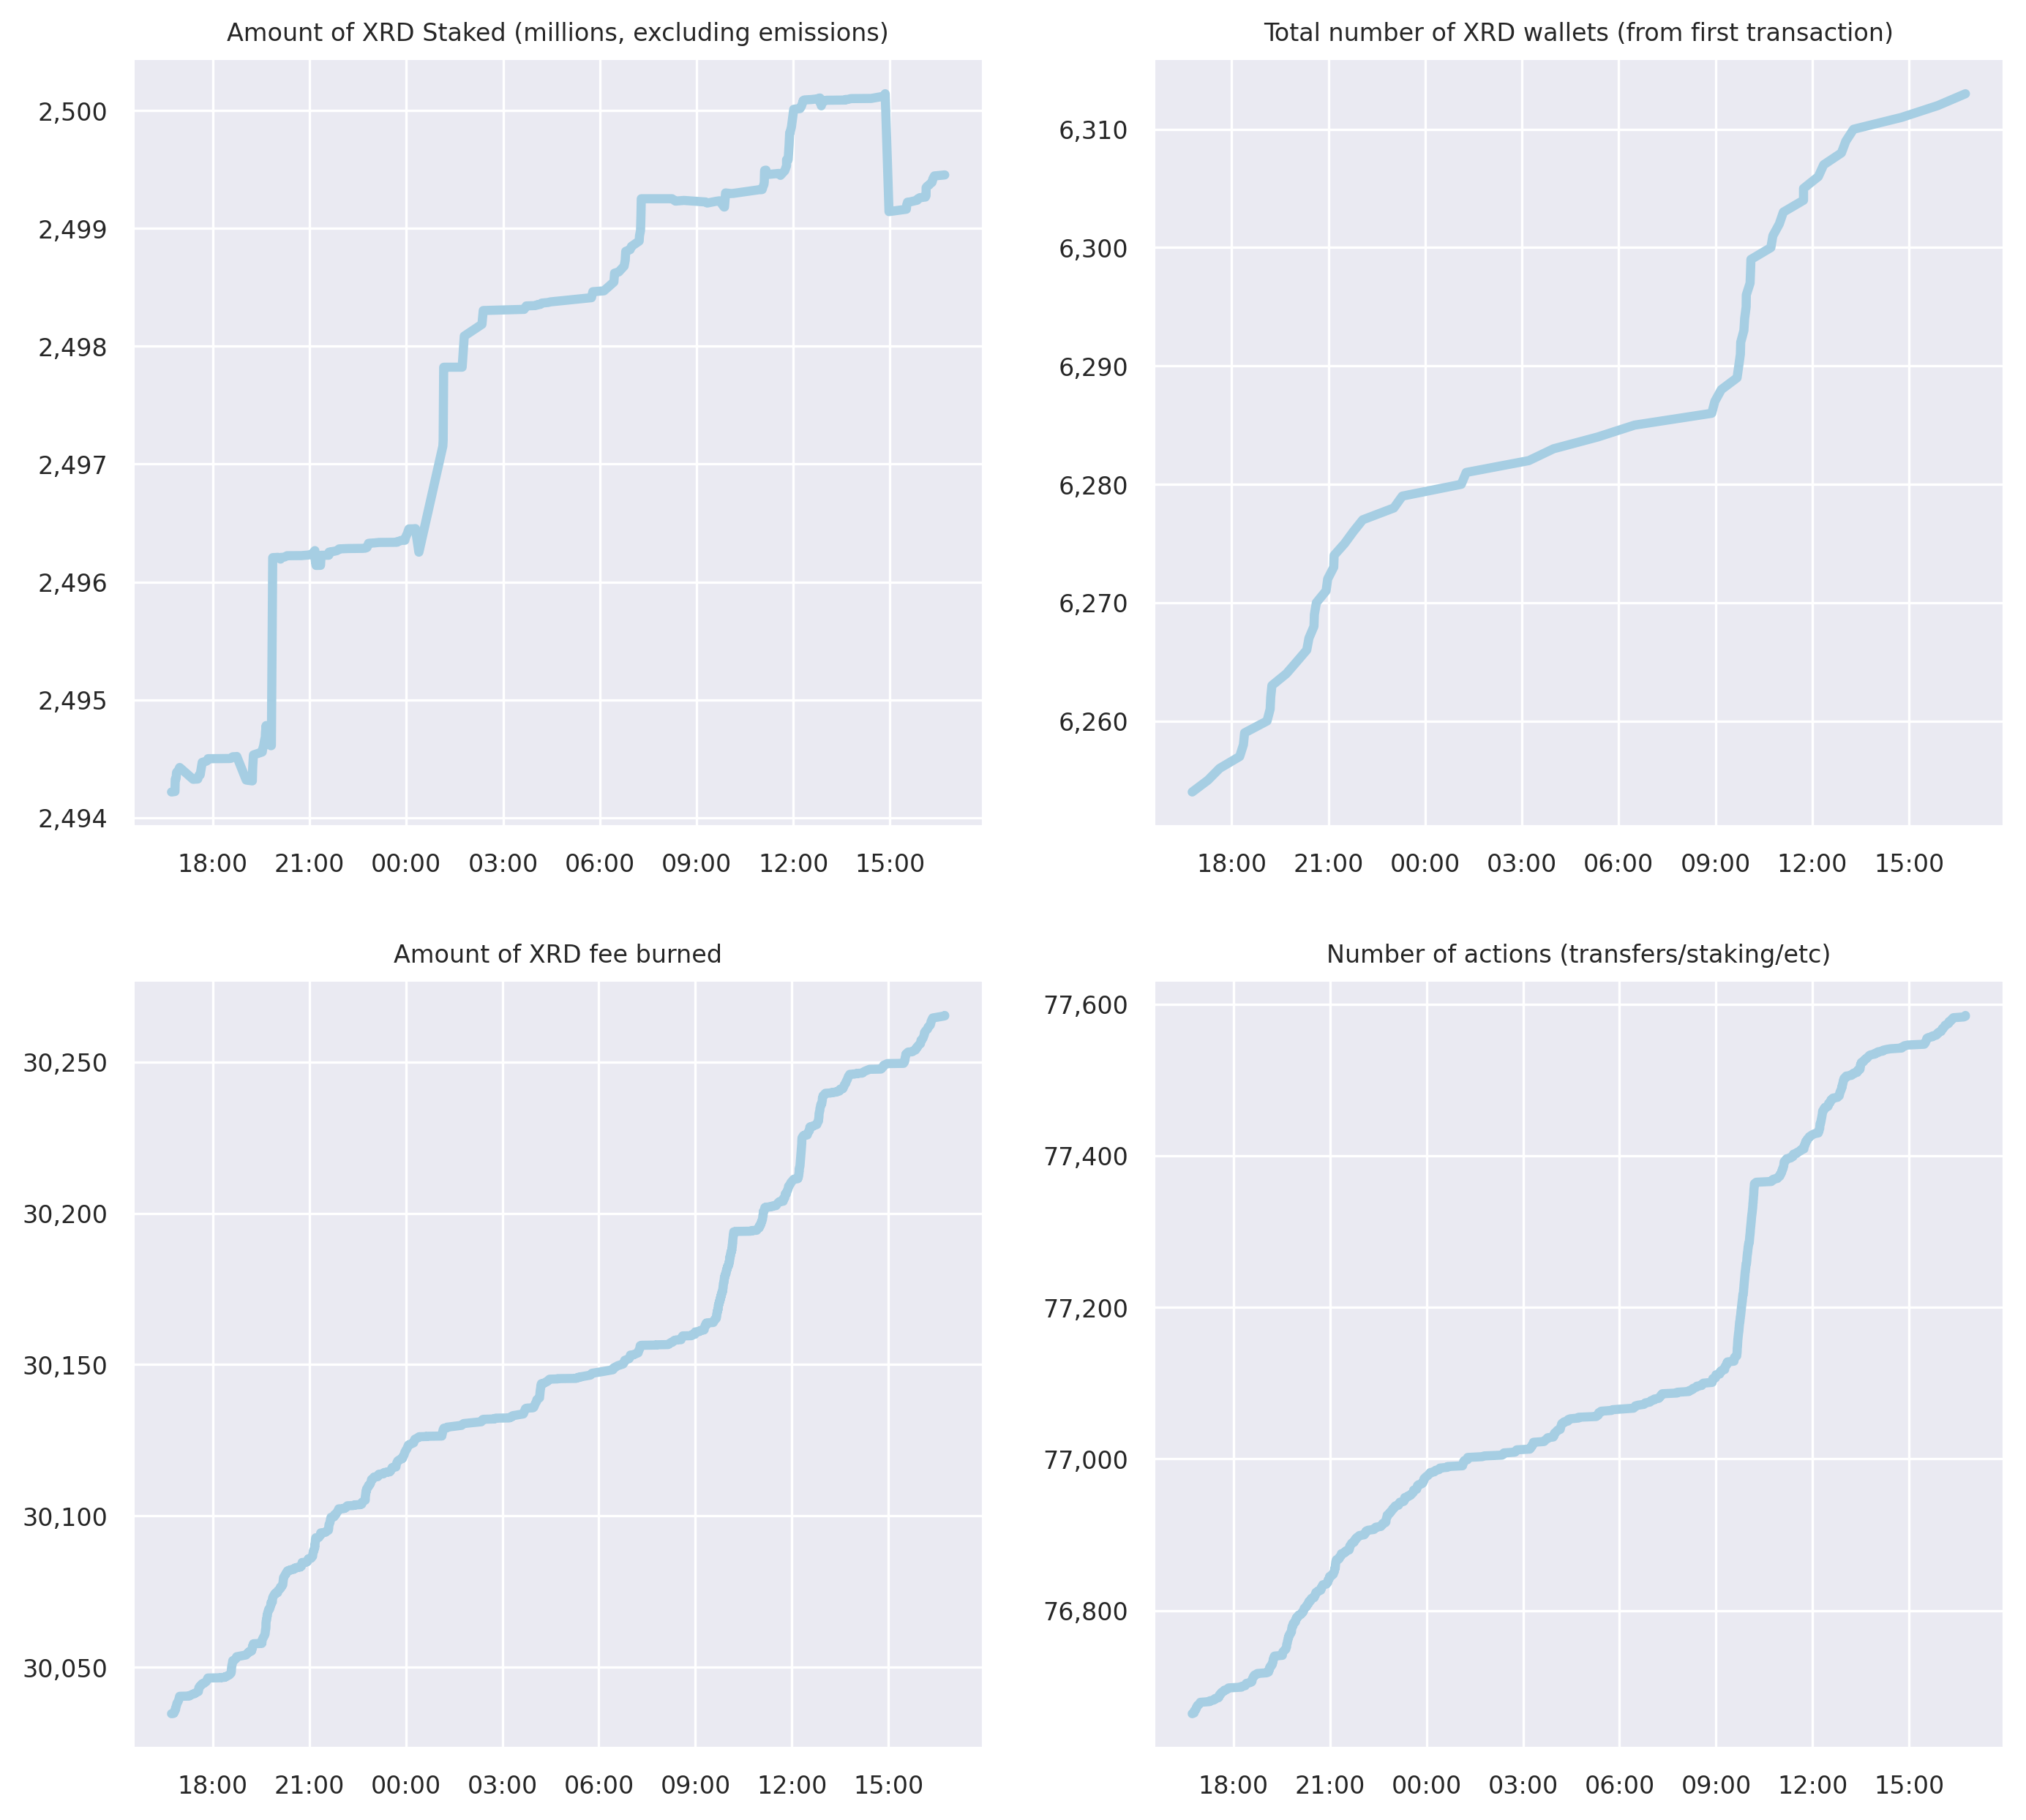 Amount of XRD Staked (millions, excluding emissions)
2,500
2,499
2,498
2,497
2,496
2,495
2,494
18:00 21:00 00:00 03:00 06:00 09:00 12:00 15:00
Total number of XRD wallets (from first transaction)
6,310
6,300
6,290
6,280
6,270
6,260
18:00 21:00 00:00 03:00 06:00 09:00 12:00 15:00
Amount of XRD fee burned
30,250
30,200
30,150
30,100
30,050
18:00 21:00 00:00 03:00 06:00 09:00 12:00 15:00
Number of actions (transfers/staking/etc)
77,600
77,400
77,200
77,000
76,800
18:00 21:00 00:00 03:00 06:00 09:00 12:00 15:00